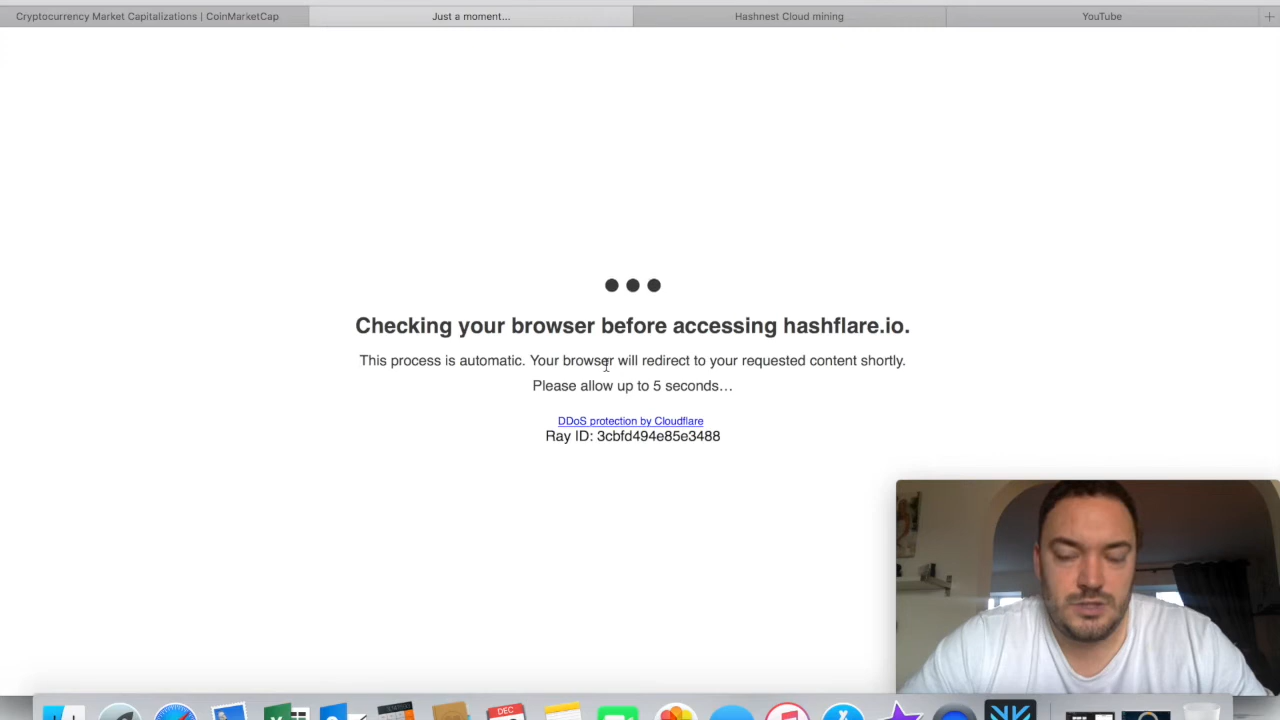 Cryptocurrency Market Capitalizations | CoinMarketCap
Just a moment...
Hashnest Cloud mining
YouTube
Checking your browser before accessing hashflare.io.
This process is automatic. Your browser will redirect to your requested content shortly.
Please allow up to 5 seconds…
DDoS protection by Cloudflare
Ray ID: 3cbfd494e85e3488
DEC